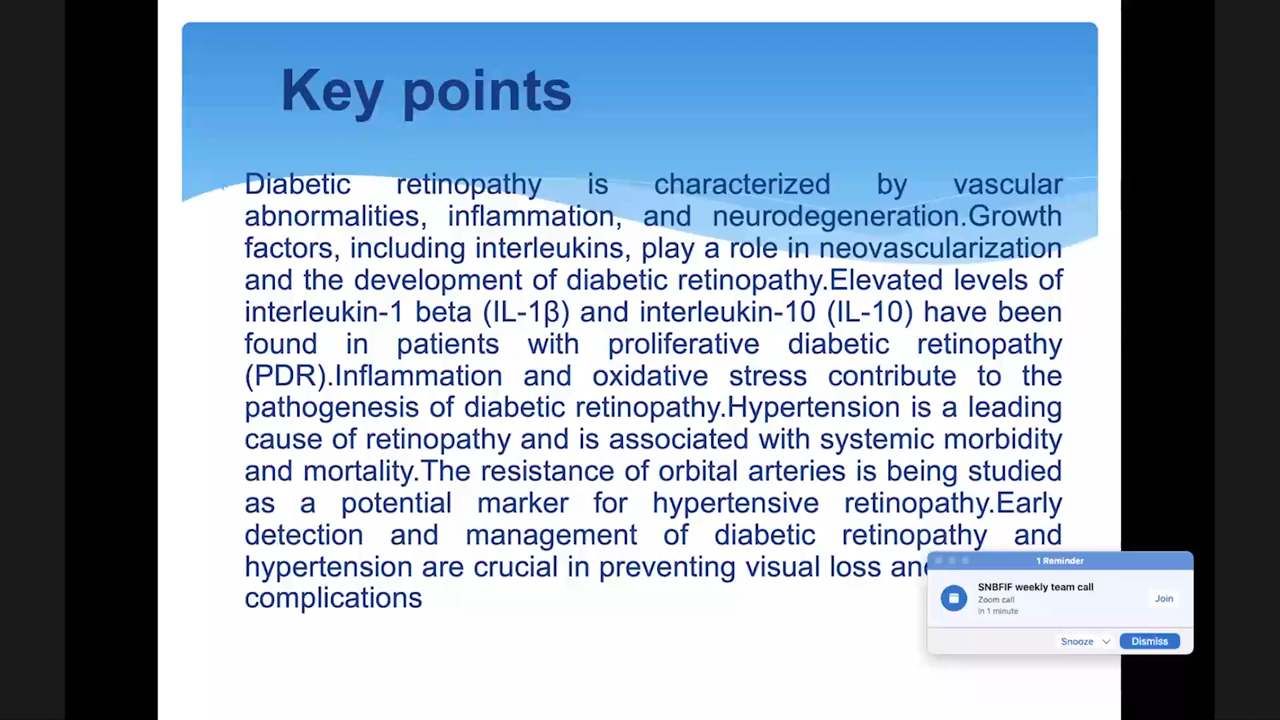 Key points
Diabetic retinopathy is characterized by vascular
abnormalities, inflammation, and neurodegeneration.Growth
factors, including interleukins, play a role in neovascularization
and the development of diabetic retinopathy.Elevated levels of
interleukin-1 beta (IL-1β) and interleukin-10 (IL-10) have been
found in patients with proliferative diabetic retinopathy
(PDR).Inflammation and oxidative stress contribute to the
pathogenesis of diabetic retinopathy.Hypertension is a leading
cause of retinopathy and is associated with systemic morbidity
and mortality.The resistance of orbital arteries is being studied
as a potential marker for hypertensive retinopathy.Early
detection and management of diabetic retinopathy and
hypertension are crucial in preventing visual loss
complications
1 Reminder
SNBFIF weekly team call
Zoom call
in 1 minute
Join
Snooze
Dismiss